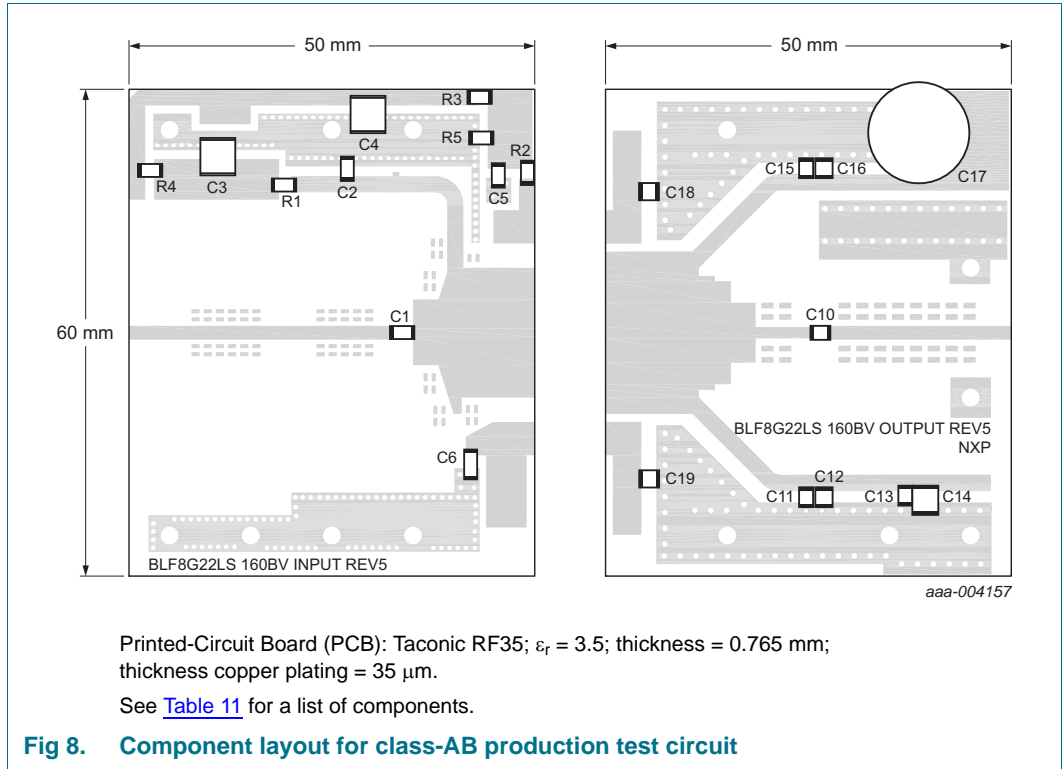 50 mm
50 mm
60 mm
R3
C4
R5
R2
C3
R4
R1
C2
C5
C1
C6
BLF8G22LS 160BV INPUT REV5
C15
C16
C17
C18
C10
BLF8G22LS 160BV OUTPUT REV5
NXP
C19
C12
C11
C13
C14
aaa-004157
Printed-Circuit Board (PCB): Taconic RF35; εr = 3.5; thickness = 0.765 mm;
thickness copper plating = 35 μm.
See Table 11 for a list of components.
Fig 8. Component layout for class-AB production test circuit